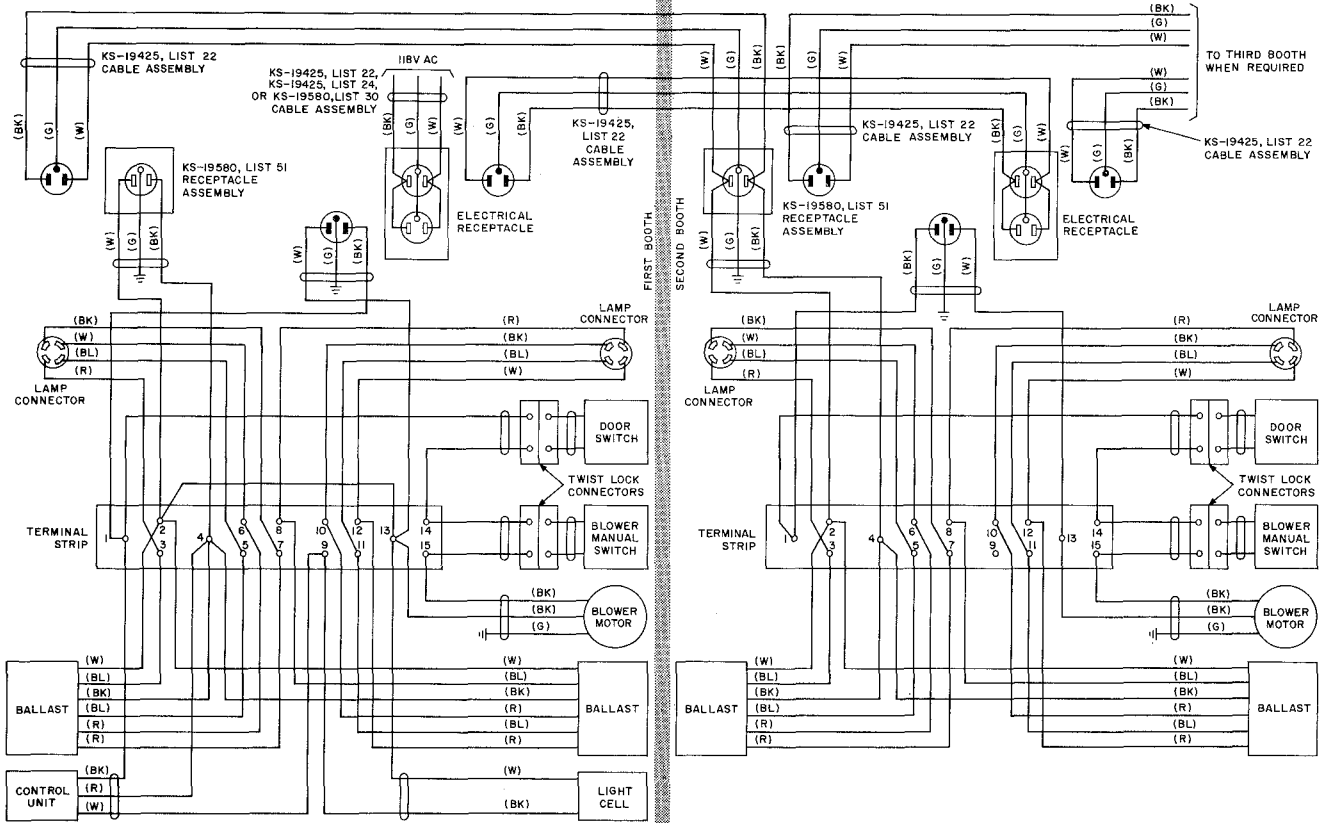 (BK)
(G)
(W)
KS-19425, LIST 22
CABLE ASSEMBLY
118V AC
KS-19425, LIST 22,
KS-19425, LIST 24,
OR KS-19580, LIST 30
CABLE ASSEMBLY
(BK)
(G)
(W)
(BK)
(G)
(W)
(W)
(G)
(BK)
KS-19425,
LIST 22
CABLE
ASSEMBLY
(W)
(G)
(BK)
(BK)
(G)
(W)
KS-19425, LIST 22
CABLE ASSEMBLY
(BK)
(G)
(W)
(W)
(G)
(BK)
TO THIRD BOOTH
WHEN REQUIRED
(W)
(G)
(BK)
KS-19425, LIST 22
CABLE ASSEMBLY
(BK)
(G)
(W)
KS-19580, LIST 51
RECEPTACLE
ASSEMBLY
ELECTRICAL
RECEPTACLE
FIRST BOOTH
SECOND BOOTH
KS-19580, LIST 51
RECEPTACLE
ASSEMBLY
ELECTRICAL
RECEPTACLE
(W)
(G)
(BK)
(W)
(G)
(BK)
(W)
(G)
(BK)
(BK)
(G)
(W)
(BK)
(W)
(BL)
(R)
LAMP
CONNECTOR
LAMP
CONNECTOR
(R)
(BK)
(BL)
(W)
DOOR
SWITCH
TWIST LOCK
CONNECTORS
TERMINAL
STRIP
1
2
3
4
6
5
8
7
10
9
12
11
13
14
15
BLOWER
MANUAL
SWITCH
(BK)
(BK)
(G)
BLOWER
MOTOR
BALLAST
(W)
(BL)
(BK)
(BL)
(R)
(R)
(W)
(BL)
(BK)
(R)
(BL)
(R)
BALLAST
CONTROL
UNIT
(BK)
(R)
(W)
(W)
(BK)
LIGHT
CELL
(BK)
(W)
(BL)
(R)
LAMP
CONNECTOR
LAMP
CONNECTOR
(R)
(BK)
(BL)
(W)
DOOR
SWITCH
TWIST LOCK
CONNECTORS
TERMINAL
STRIP
1
2
3
4
6
5
8
7
10
9
12
11
13
14
15
BLOWER
MANUAL
SWITCH
(BK)
(BK)
(G)
BLOWER
MOTOR
BALLAST
(W)
(BL)
(BK)
(BL)
(R)
(R)
(W)
(BL)
(BK)
(R)
(BL)
(R)
BALLAST